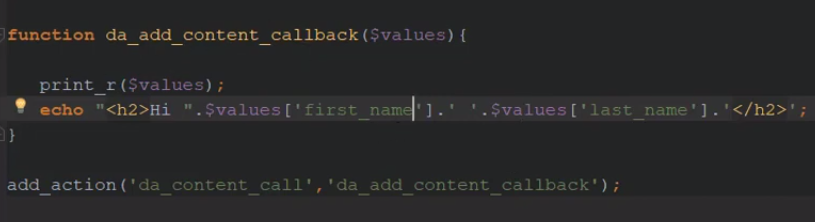 function da_add_content_callback($values){
print_r($values);
echo "<h2>Hi ".$values['first_name'].' '.$values['last_name'].'</h2>';
}
add_action('da_content_call','da_add_content_callback');